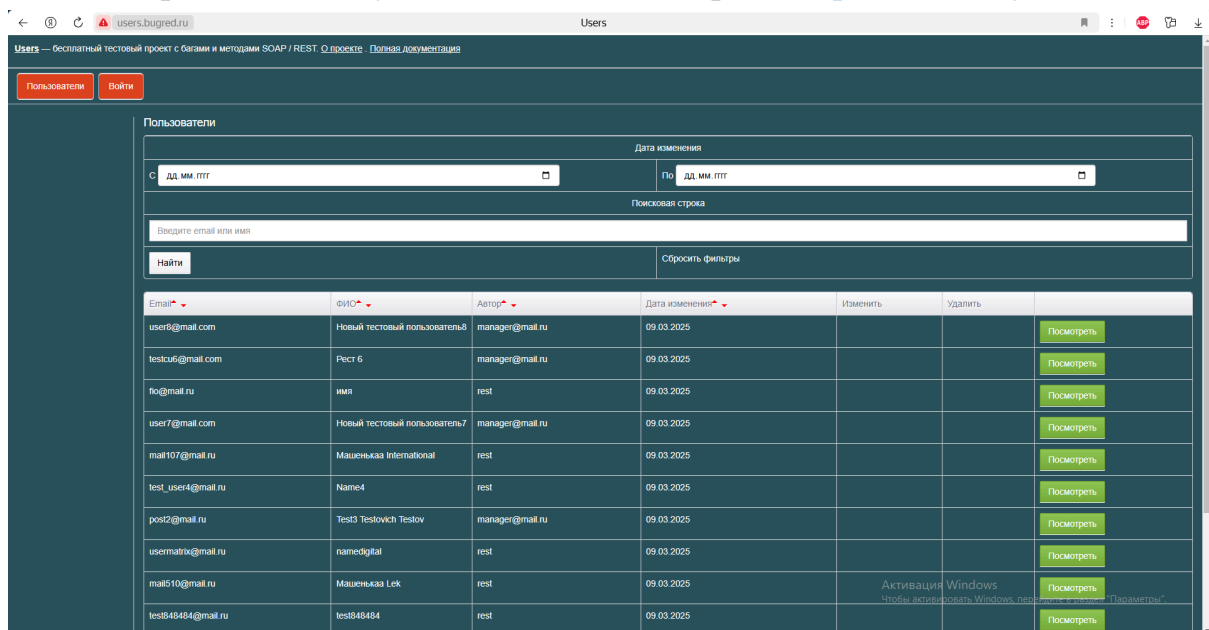 users.bugred.ru Users ABP
Users — бесплатный тестовый проект с багами и методами SOAP / REST. О проекте . Полная документация
Пользователи Войти
Пользователи
Дата изменения
С дд.мм.гггг По дд.мм.гггг
Поисковая строка
Введите email или имя
Найти Сбросить фильтры
Email ФИО Автор Дата изменения Изменить Удалить
user8@mail.com Новый тестовый пользователь8 manager@mail.ru 09.03.2025 Посмотреть
testcu6@mail.com Рест 6 manager@mail.ru 09.03.2025 Посмотреть
fio@mail.ru имя rest 09.03.2025 Посмотреть
user7@mail.com Новый тестовый пользователь7 manager@mail.ru 09.03.2025 Посмотреть
mail107@mail.ru Машенькаа International rest 09.03.2025 Посмотреть
test_user4@mail.ru Name4 rest 09.03.2025 Посмотреть
post2@mail.ru Test3 Testovich Testov manager@mail.ru 09.03.2025 Посмотреть
usermatrix@mail.ru namedigital rest 09.03.2025 Посмотреть
mail510@mail.ru Машенькаа Lek rest 09.03.2025 Посмотреть
Активация Windows
Чтобы активировать Windows, перейдите в раздел "Параметры".
test848484@mail.ru test848484 rest 09.03.2025 Посмотреть